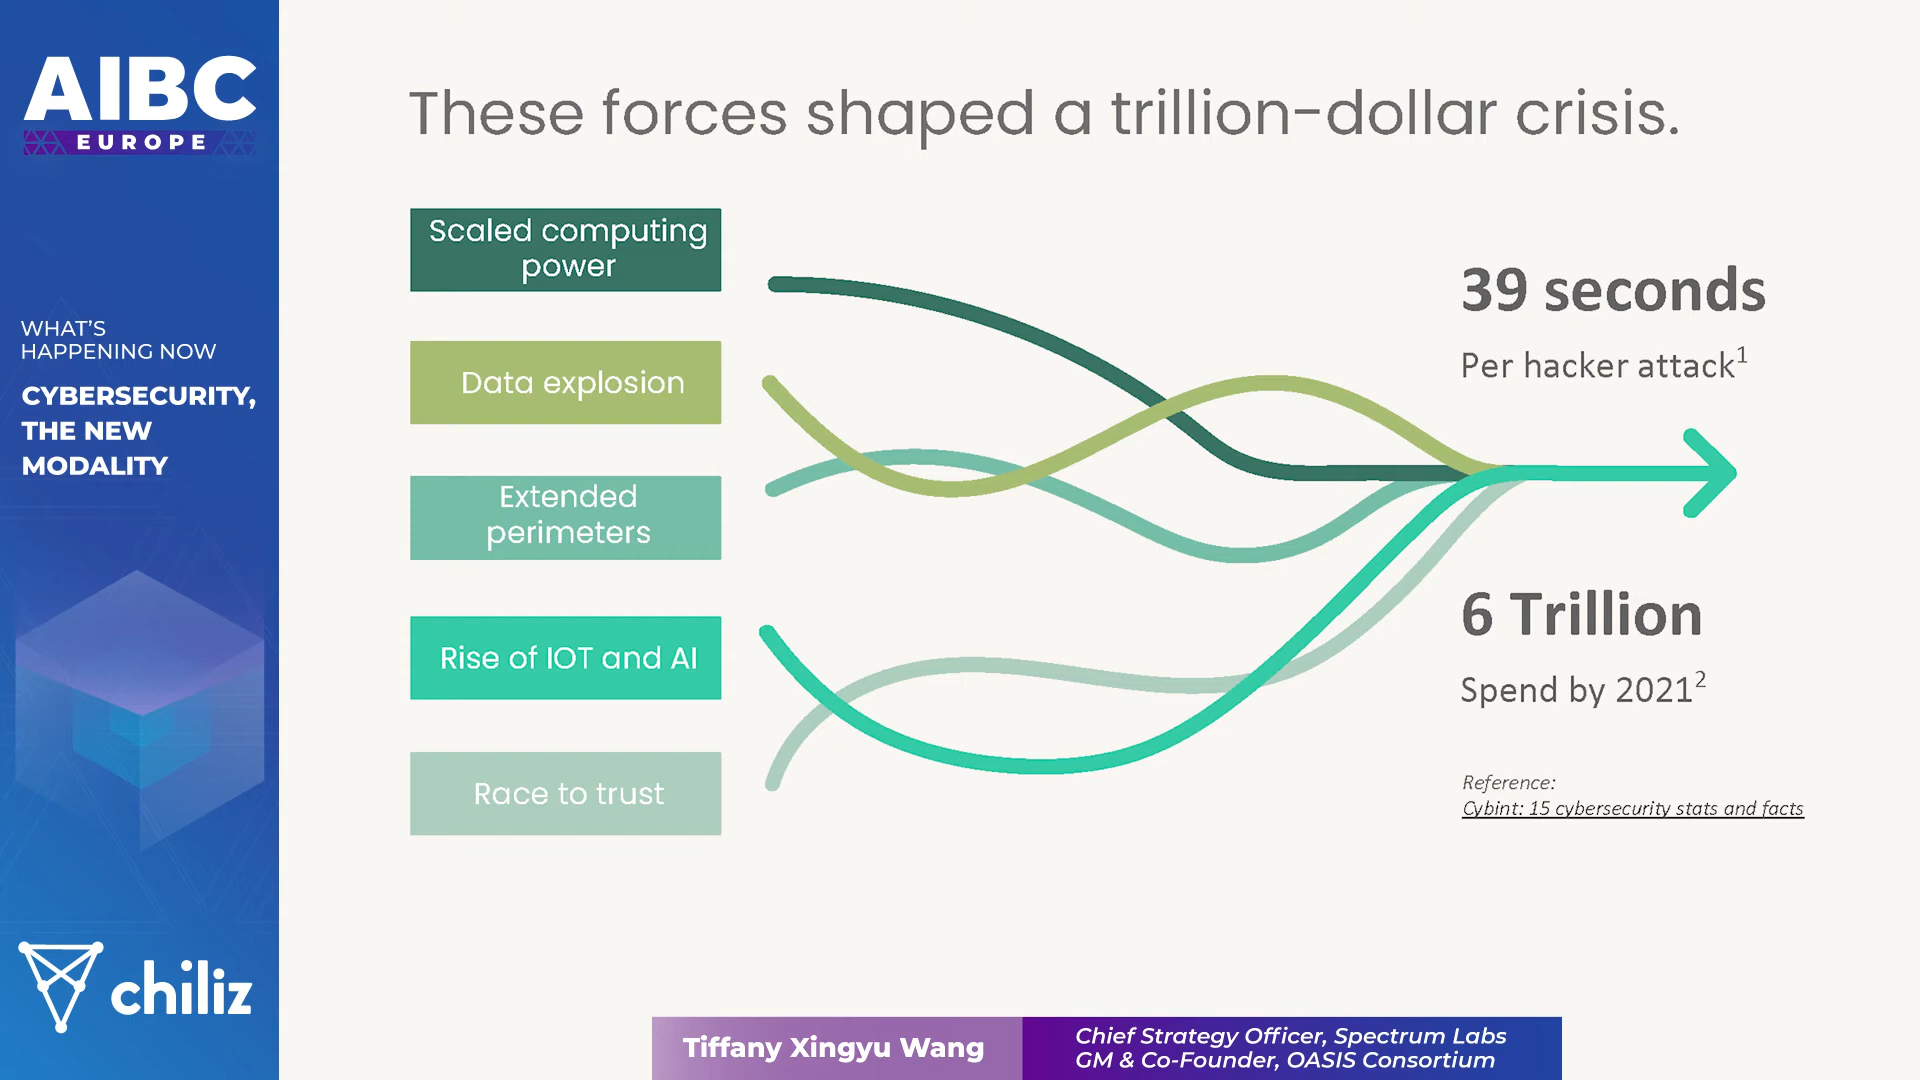 AIBC
EUROPE
WHAT'S
HAPPENING NOW
CYBERSECURITY,
THE NEW
MODALITY
chiliz
These forces shaped a trillion-dollar crisis.
Scaled computing
power
Data explosion
Extended
perimeters
Rise of IOT and AI
Race to trust
39 seconds
Per hacker attack1
6 Trillion
Spend by 20212
Reference:
Cybint: 15 cybersecurity stats and facts
Tiffany Xingyu Wang
Chief Strategy Officer, Spectrum Labs
GM & Co-Founder, OASIS Consortium